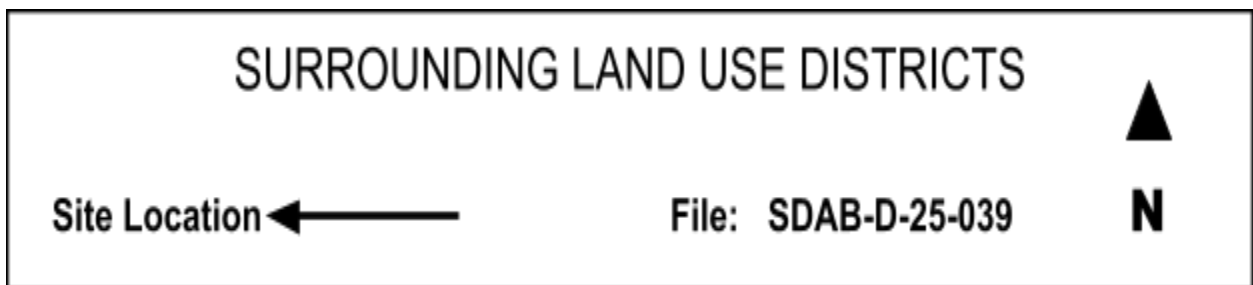 SURROUNDING LAND USE DISTRICTS
Site Location
File: SDAB-D-25-039
N